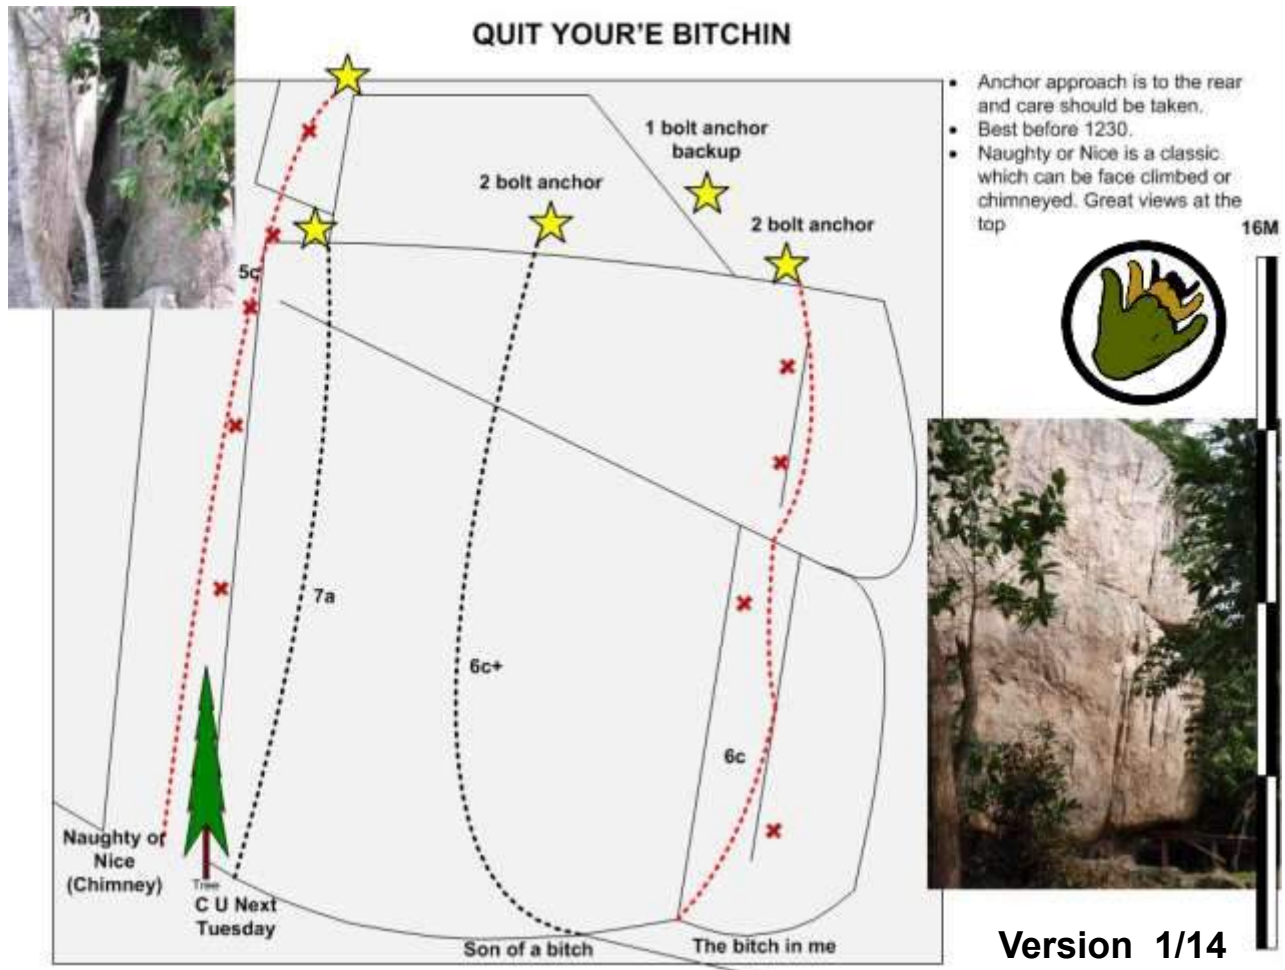 QUIT YOUR'E BITCHIN
Anchor approach is to the rear
and care should be taken.
Best before 1230.
Naughty or Nice is a classic
which can be face climbed or
chimneyed. Great views at the
top
16M
1 bolt anchor
backup
2 bolt anchor
2 bolt anchor
5c
7a
6c+
6c
Naughty or
Nice
(Chimney)
Tree
C U Next
Tuesday
Son of a bitch
The bitch in me
Version 1/14